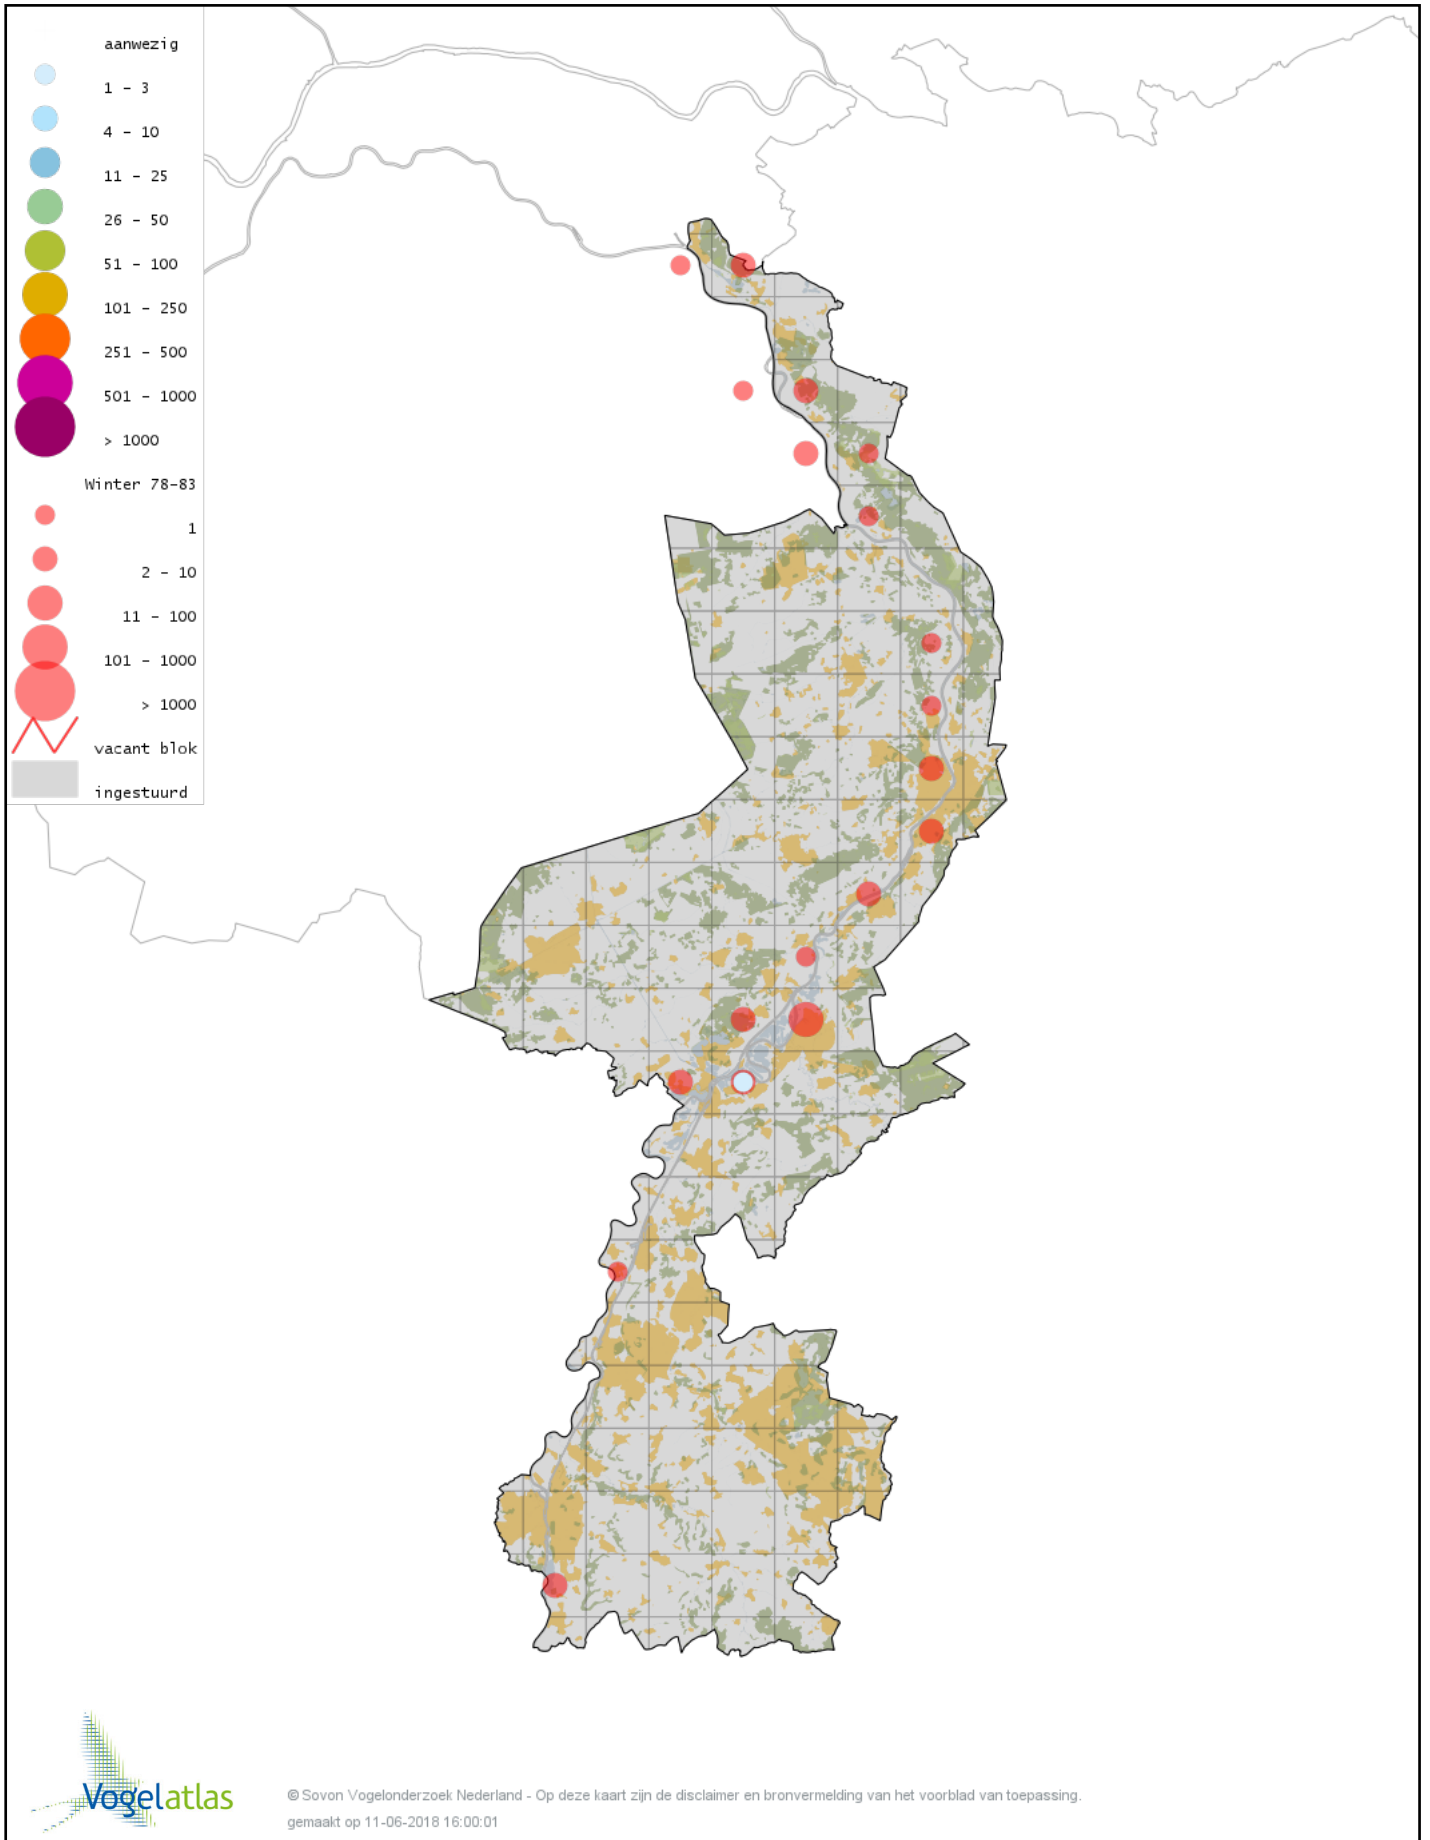 aanwezig
1 - 3
4 - 10
11 - 25
26 - 50
51 - 100
101 - 250
251 - 500
501 - 1000
> 1000
Winter 78-83
1
2 - 10
11 - 100
101 - 1000
> 1000
vacant blok
ingestuurd
Vogelatlas
© Sovon Vogelonderzoek Nederland - Op deze kaart zijn de disclaimer en bronvermelding van het voorblad van toepassing.
gemaakt op 11-06-2018 16:00:01